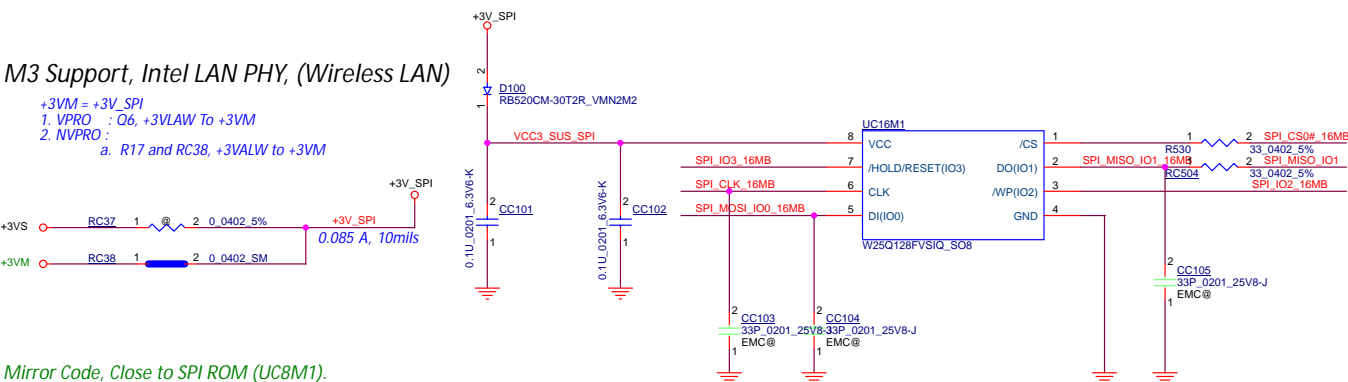 +3V_SPI
M3 Support, Intel LAN PHY, (Wireless LAN)
+3VM = +3V_SPI
1. VPRO : Q6, +3VLAW To +3VM
2. NVPRO :
a. R17 and RC38, +3VALW to +3VM
+3V_SPI
+3VS
RC37
1
@
2
0_0402_5%
+3V_SPI
0.085 A, 10mils
+3VM
RC38
1
2
0_0402_SM
2
D100
RB520CM-30T2R_VMN2M2
1
VCC3_SUS_SPI
0.1U_0201_6.3V6-K
2
CC101
1
0.1U_0201_6.3V6-K
2
CC102
1
UC16M1
8
VCC
/CS
1
SPI_IO3_16MB
7
/HOLD/RESET(IO3)
DO(IO1)
2
SPI_CLK_16MB
6
CLK
/WP(IO2)
3
SPI_MOSI_IO0_16MB
5
DI(IO0)
GND
4
W25Q128FVSIQ_SO8
1
2
SPI_CS0#_16MB
R530
33_0402_5%
SPI_MISO_IO1_16MB
1
2
SPI_MISO_IO1
RC504
33_0402_5%
SPI_IO2_16MB
2
CC103
33P_0201_25V8-J
EMC@
1
2
CC104
33P_0201_25V8-J
EMC@
1
2
CC105
33P_0201_25V8-J
EMC@
1
Mirror Code, Close to SPI ROM (UC8M1).